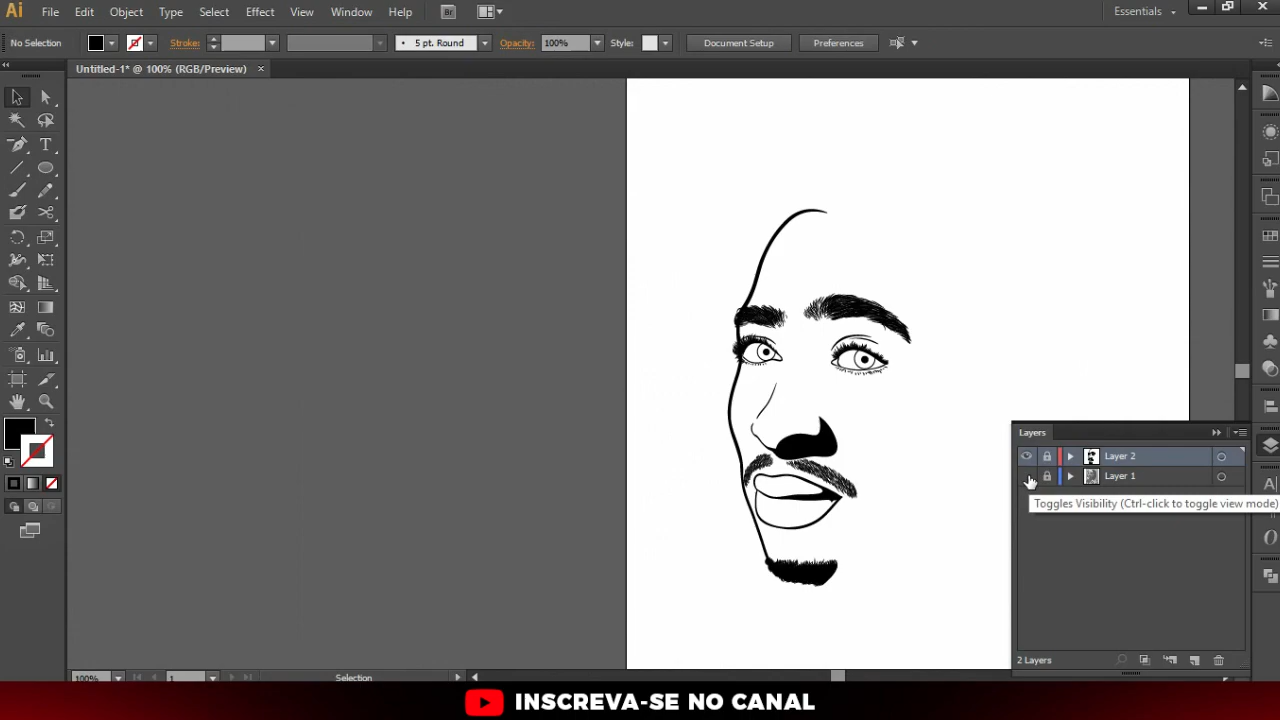 Ai File Edit Object Type Select Effect View Window Help Br Essentials
No Selection Stroke: 5 pt. Round Opacity: 100% Style: Document Setup Preferences
Untitled-1* @ 100% (RGB/Preview)
T
Layers
Layer 2
Layer 1
Toggles Visibility (Ctrl-click to toggle view mode)
2 Layers
100% 1 Selection
INSCREVA-SE NO CANAL